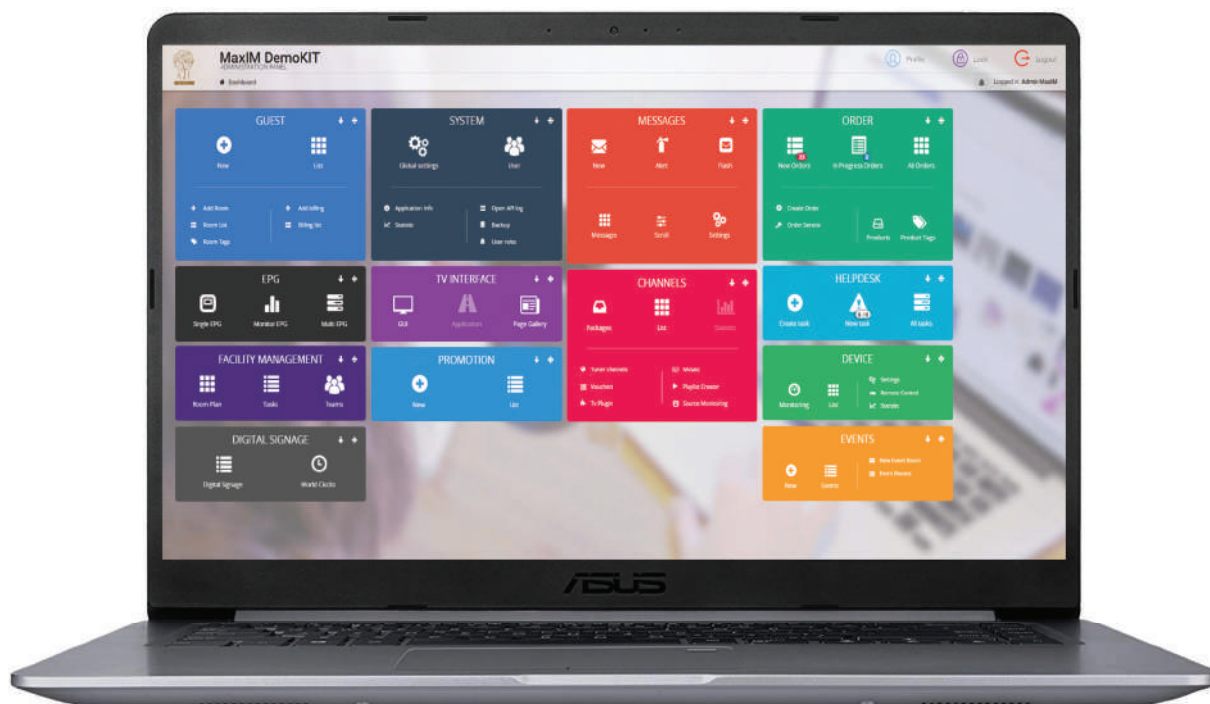 MaxIM DemoKIT
ADMINISTRATION PANEL
Profile
Lock
Logout
Dashboard
Logged in: Admin MaxIM
GUEST
New
List
Add Room
Room List
Room Tags
Add billing
Billing list
SYSTEM
Global settings
User
Application Info
Statistic
Open API log
Backup
User roles
MESSAGES
New
Alert
Flash
Messages
Scroll
Settings
ORDER
New Orders
In Progress Orders
All Orders
Create Order
Order Service
Products
Product Tags
EPG
Single EPG
Monitor EPG
Multi EPG
TV INTERFACE
GUI
Application
Page Gallery
CHANNELS
Packages
List
Statistic
Tuner channels
Vouchers
Tv Plugin
Mosaic
Playlist Creator
Source Monitoring
HELPDESK
Create task
New task
All tasks
FACILITY MANAGEMENT
Room Plan
Tasks
Teams
PROMOTION
New
List
DEVICE
Monitoring
List
Settings
Remote Control
Statistic
DIGITAL SIGNAGE
Digital Signage
World Clocks
EVENTS
New
Events
New Event Room
Event Rooms
ASUS